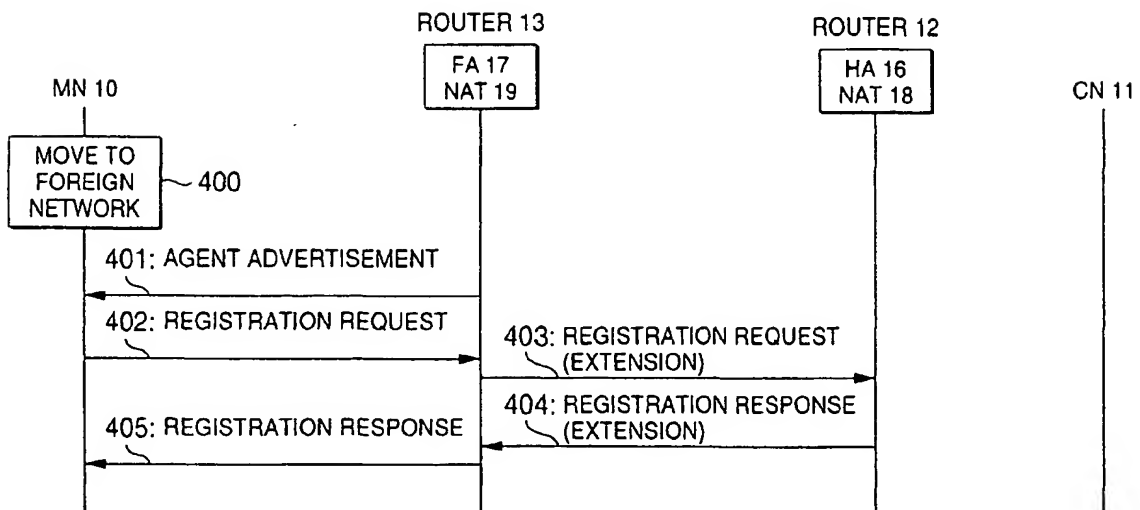 ROUTER 13
ROUTER 12
FA 17
NAT 19
HA 16
NAT 18
MN 10
CN 11
MOVE TO
FOREIGN
NETWORK
400
401: AGENT ADVERTISEMENT
402: REGISTRATION REQUEST
403: REGISTRATION REQUEST
(EXTENSION)
404: REGISTRATION RESPONSE
(EXTENSION)
405: REGISTRATION RESPONSE